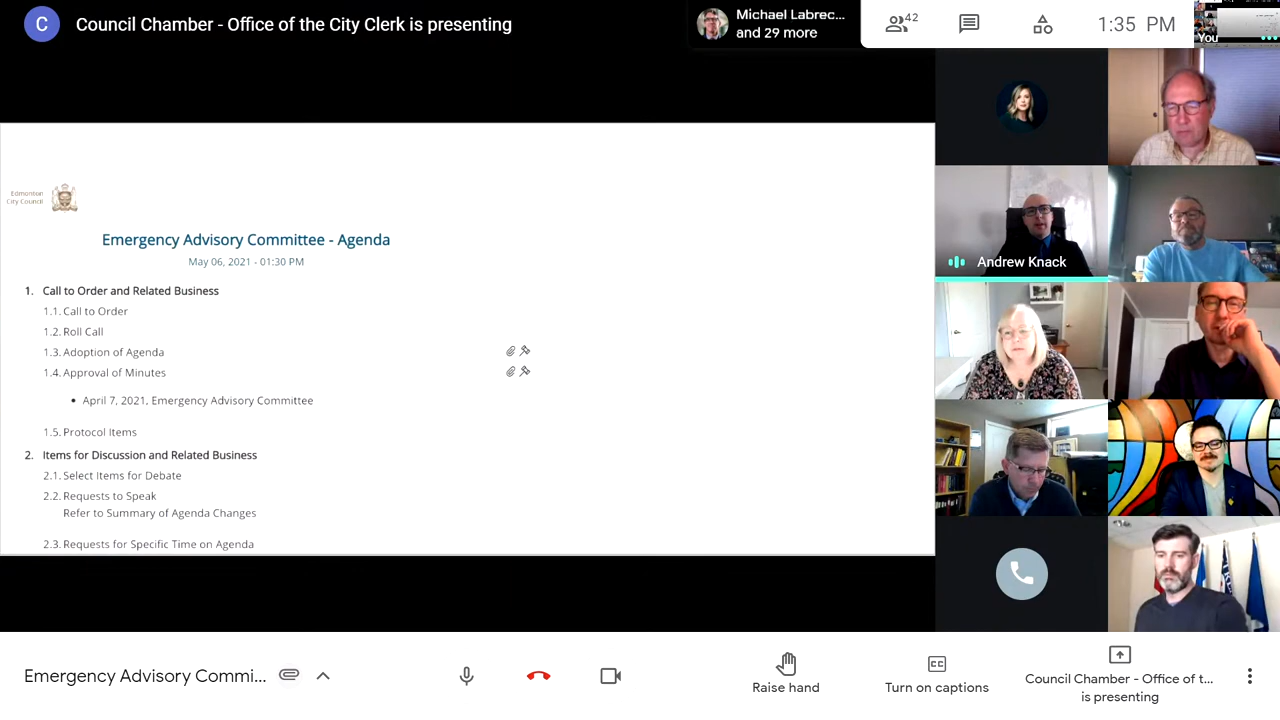 C
Council Chamber - Office of the City Clerk is presenting
Michael Labrec...
and 29 more
42
1:35 PM
You
Edmonton
City Council
Emergency Advisory Committee - Agenda
May 06, 2021 - 01:30 PM
1. Call to Order and Related Business
1.1. Call to Order
1.2. Roll Call
1.3. Adoption of Agenda
1.4. Approval of Minutes
• April 7, 2021, Emergency Advisory Committee
1.5. Protocol Items
2. Items for Discussion and Related Business
2.1. Select Items for Debate
2.2. Requests to Speak
Refer to Summary of Agenda Changes
2.3. Requests for Specific Time on Agenda
Andrew Knack
Emergency Advisory Commi...
Raise hand
CC
Turn on captions
Council Chamber - Office of t...
is presenting